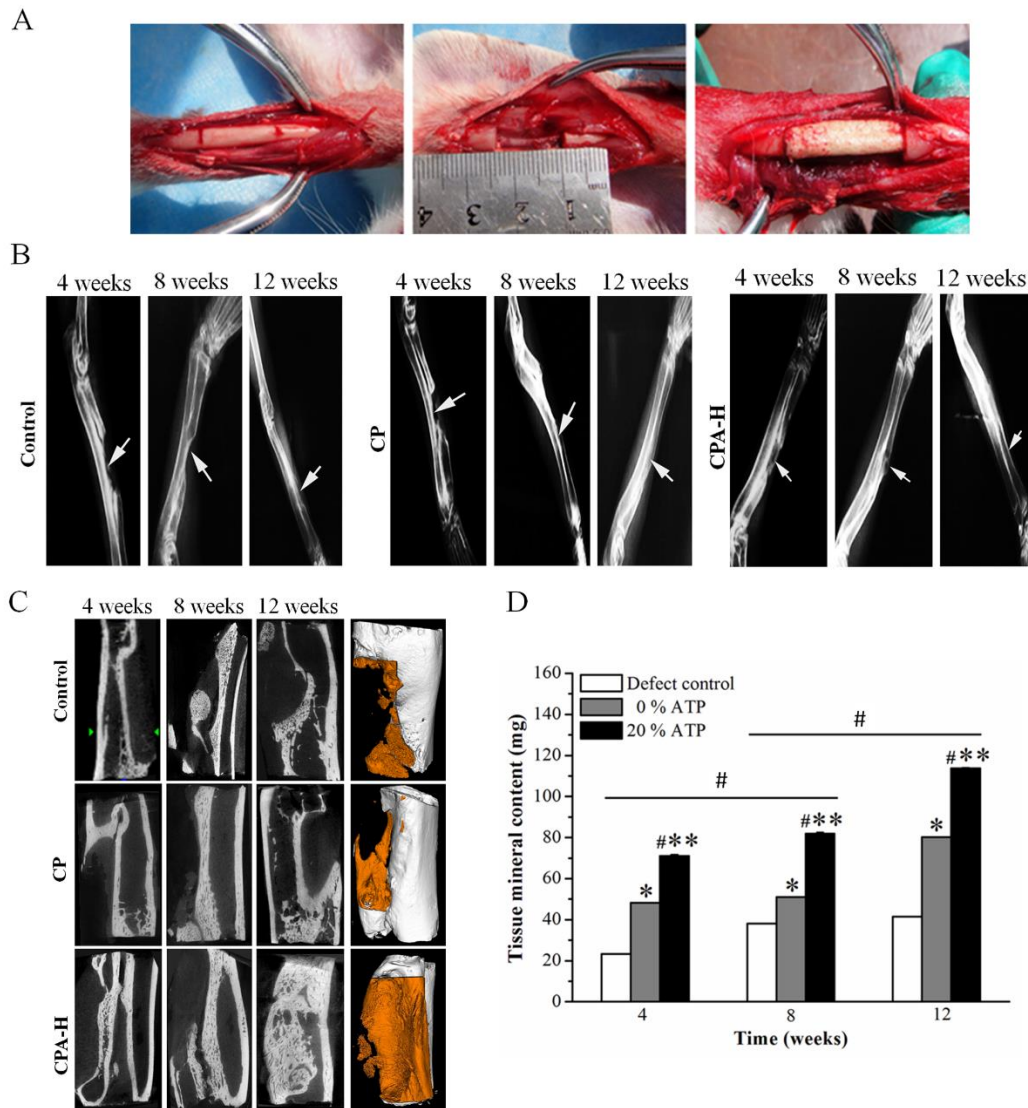 A
4 3 2 1 mm
B
4 weeks 8 weeks 12 weeks 4 weeks 8 weeks 12 weeks 4 weeks 8 weeks 12 weeks
Control
CP
CPA-H
C
4 weeks 8 weeks 12 weeks
Control
CP
CPA-H
D
160
140
120
100
80
60
40
20
0
Tissue mineral content (mg)
Defect control
0 % ATP
20 % ATP
#
#
* #** * #** * #**
4 8 12
Time (weeks)